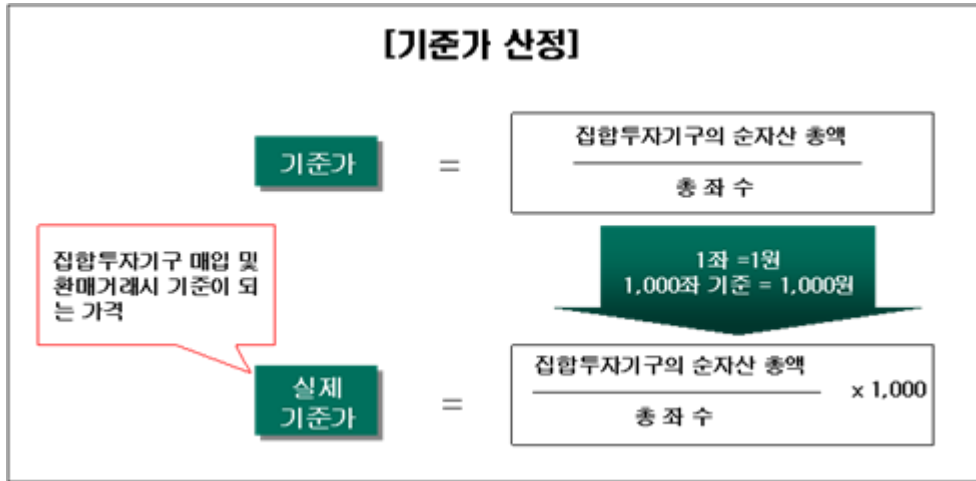 [기준가 산정]
기준가
=
집합투자기구의 순자산 총액
총 좌 수
집합투자기구 매입 및
환매거래시 기준이 되
는 가격
1좌 =1원
1,000좌 기준 = 1,000원
실제
기준가
=
집합투자기구의 순자산 총액
총 좌 수
x 1,000